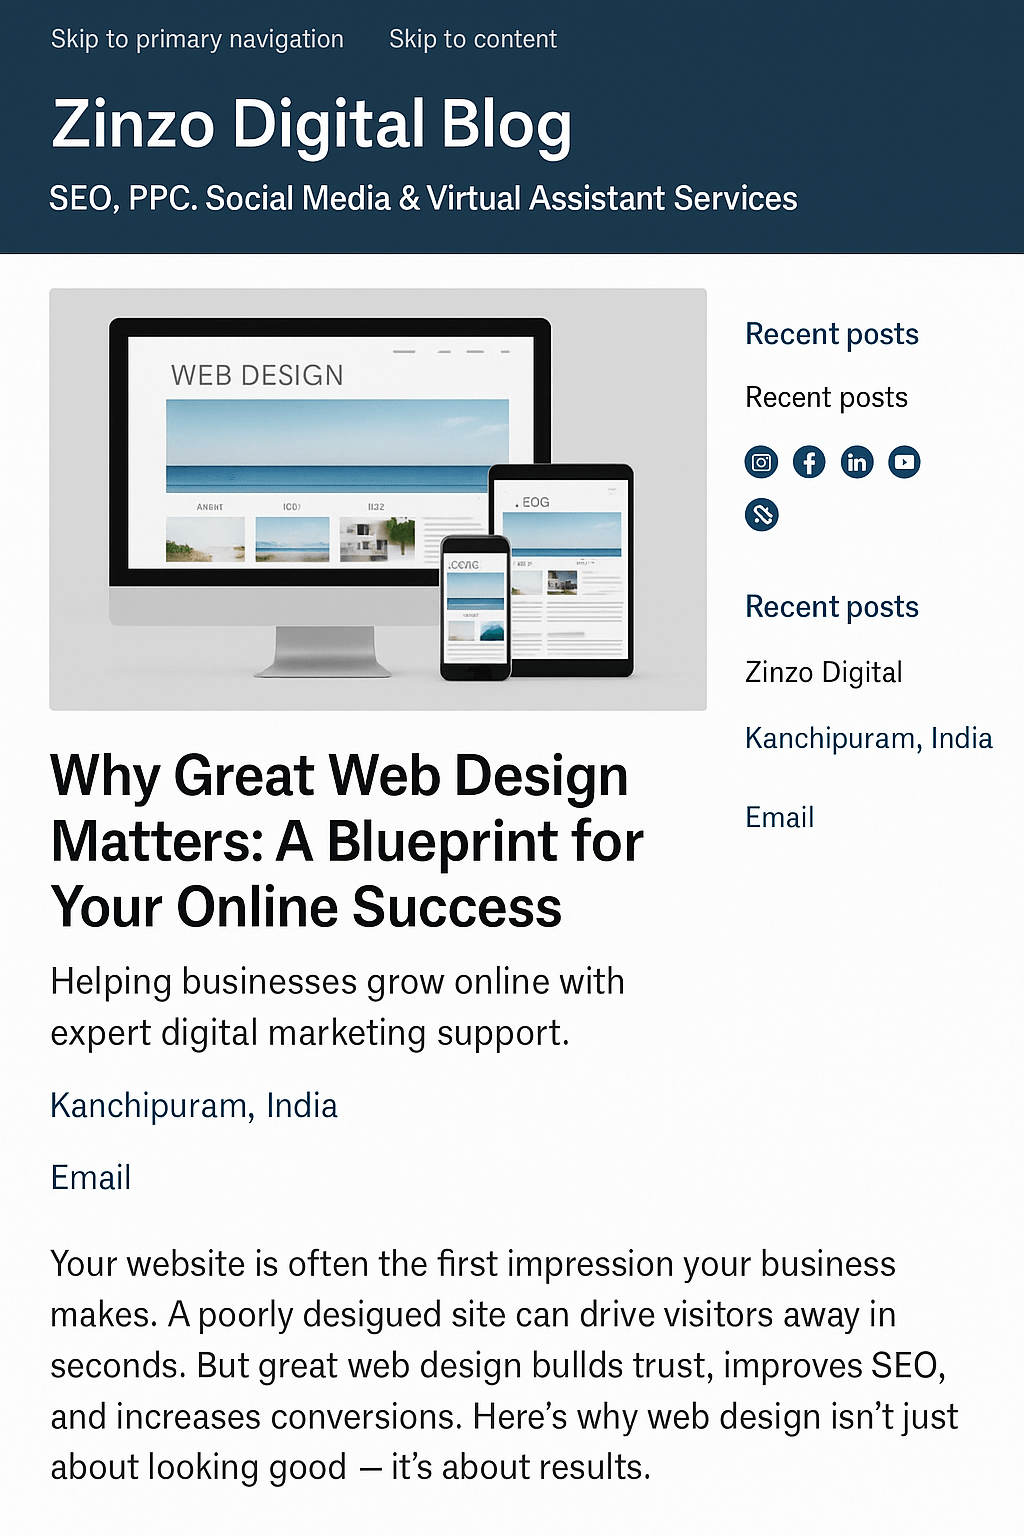 Skip to primary navigation Skip to content
Zinzo Digital Blog
SEO, PPC. Social Media & Virtual Assistant Services
WEB DESIGN
. EOG
Recent posts
Recent posts
Recent posts
Zinzo Digital
Kanchipuram, India
Email
Why Great Web Design
Matters: A Blueprint for
Your Online Success
Helping businesses grow online with
expert digital marketing support.
Kanchipuram, India
Email
Your website is often the first impression your business
makes. A poorly desigued site can drive visitors away in
seconds. But great web design bullds trust, improves SEO,
and increases conversions. Here’s why web design isn’t just
about looking good — it’s about results.